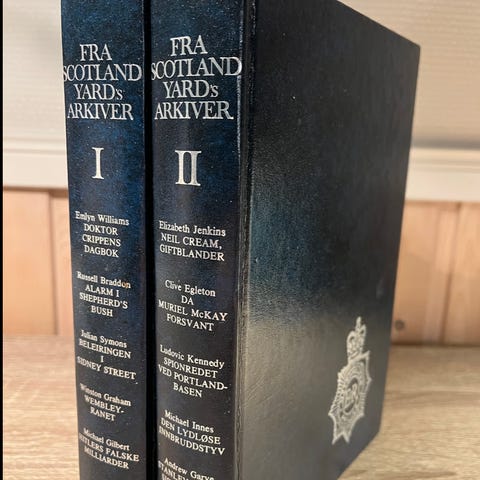 FRA
SCOTLAND
YARDs
ARKIVER
I
Emlyn Williams
DOKTOR
CRIPPENS
DAGBOK
Russell Braddon
ALARM I
SHEPHERD'S
BUSH
Julian Symons
BELEIRINGEN
I
SIDNEY STREET
Winston Graham
WEMBLEY-
RANET
Michael Gilbert
HITLERS FALSKE
MILLIARDER
FRA
SCOTLAND
YARDs
ARKIVER
II
Elizabeth Jenkins
NEIL CREAM,
GIFTBLANDER
Clive Egleton
DA
MURIEL McKAY
FORSVANT
Ludovic Kennedy
SPIONREDET
VED PORTLAND-
BASEN
Michael Innes
DEN LYDLØSE
INNBRUDDSTYV
Andrew Garve